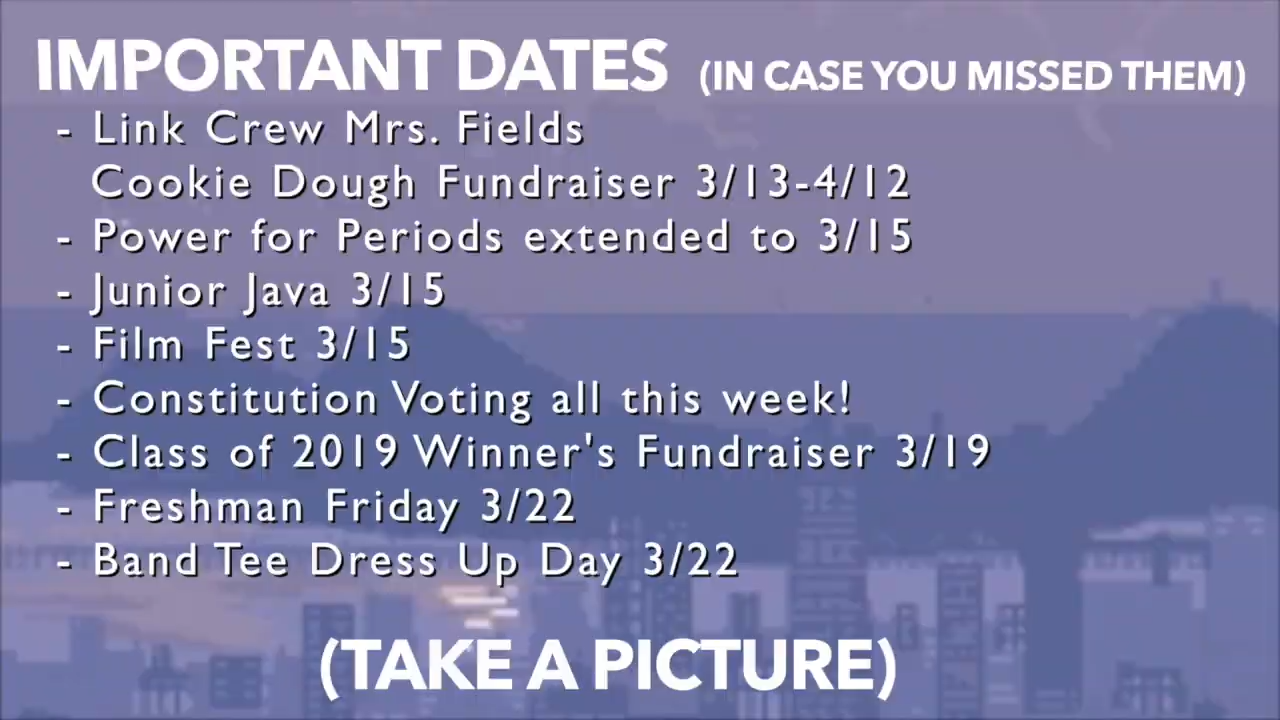 IMPORTANT DATES (IN CASE YOU MISSED THEM)
- Link Crew Mrs. Fields
Cookie Dough Fundraiser 3/13-4/12
- Power for Periods extended to 3/15
- Junior Java 3/15
- Film Fest 3/15
- Constitution Voting all this week!
- Class of 2019 Winner's Fundraiser 3/19
- Freshman Friday 3/22
- Band Tee Dress Up Day 3/22
(TAKE A PICTURE)